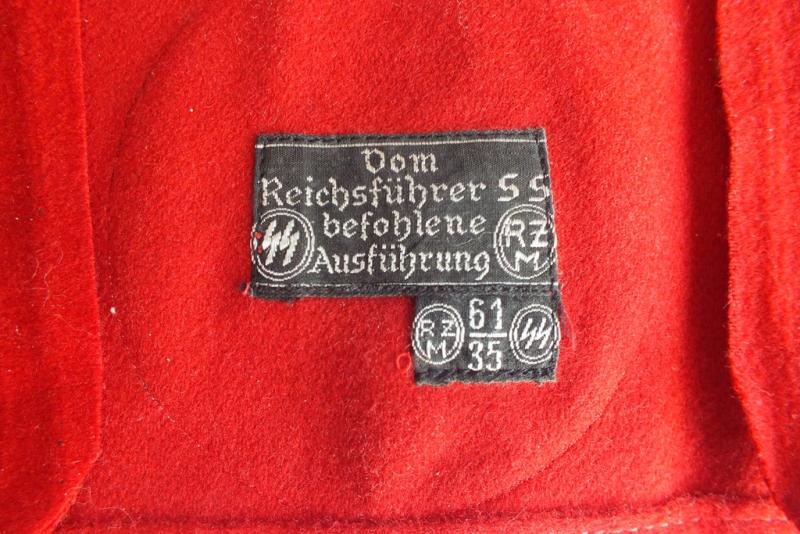 Vom
Reichsführer SS
befohlene
Ausführung
RZM
RZM
61
35